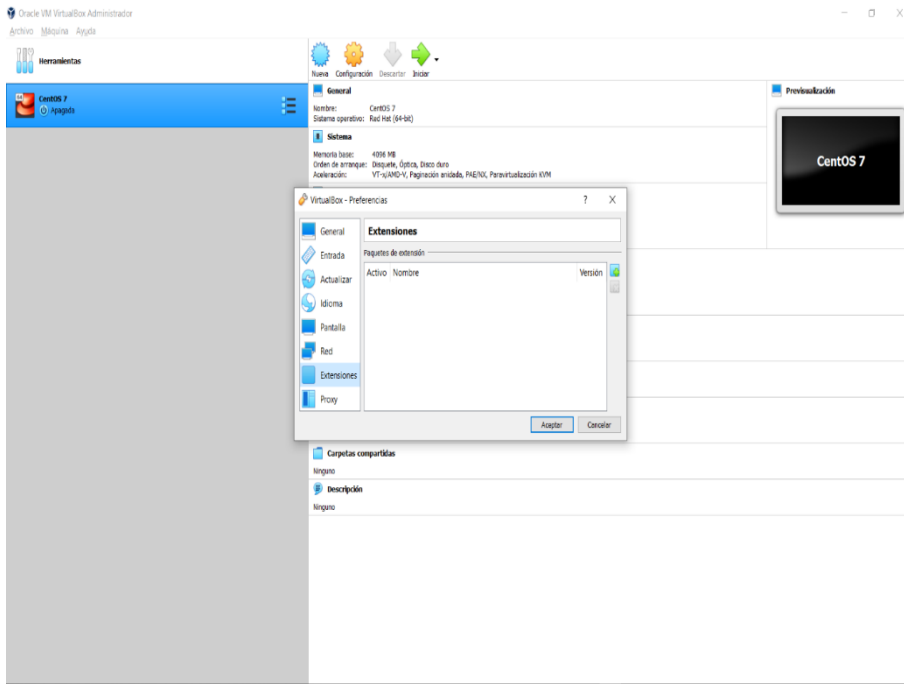 Oracle VM VirtualBox Administrador
Archivo Máquina Ayuda
Herramientas
Nueva Configuración Descartar Iniciar
64
CentOS 7
Apagada
General
Nombre: CentOS 7
Sistema operativo: Red Hat (64-bit)
Sistema
Memoria base: 4096 MB
Orden de arranque: Disquete, Óptica, Disco duro
Aceleración: VT-x/AMD-V, Paginación anidada, PAE/NX, Paravirtualización KVM
Previsualización
CentOS 7
VirtualBox - Preferencias ? X
General
Entrada
Actualizar
Idioma
Pantalla
Red
Extensiones
Proxy
Extensiones
Paquetes de extensión
Activo Nombre Versión
Aceptar Cancelar
Carpetas compartidas
Ninguno
Descripción
Ninguno